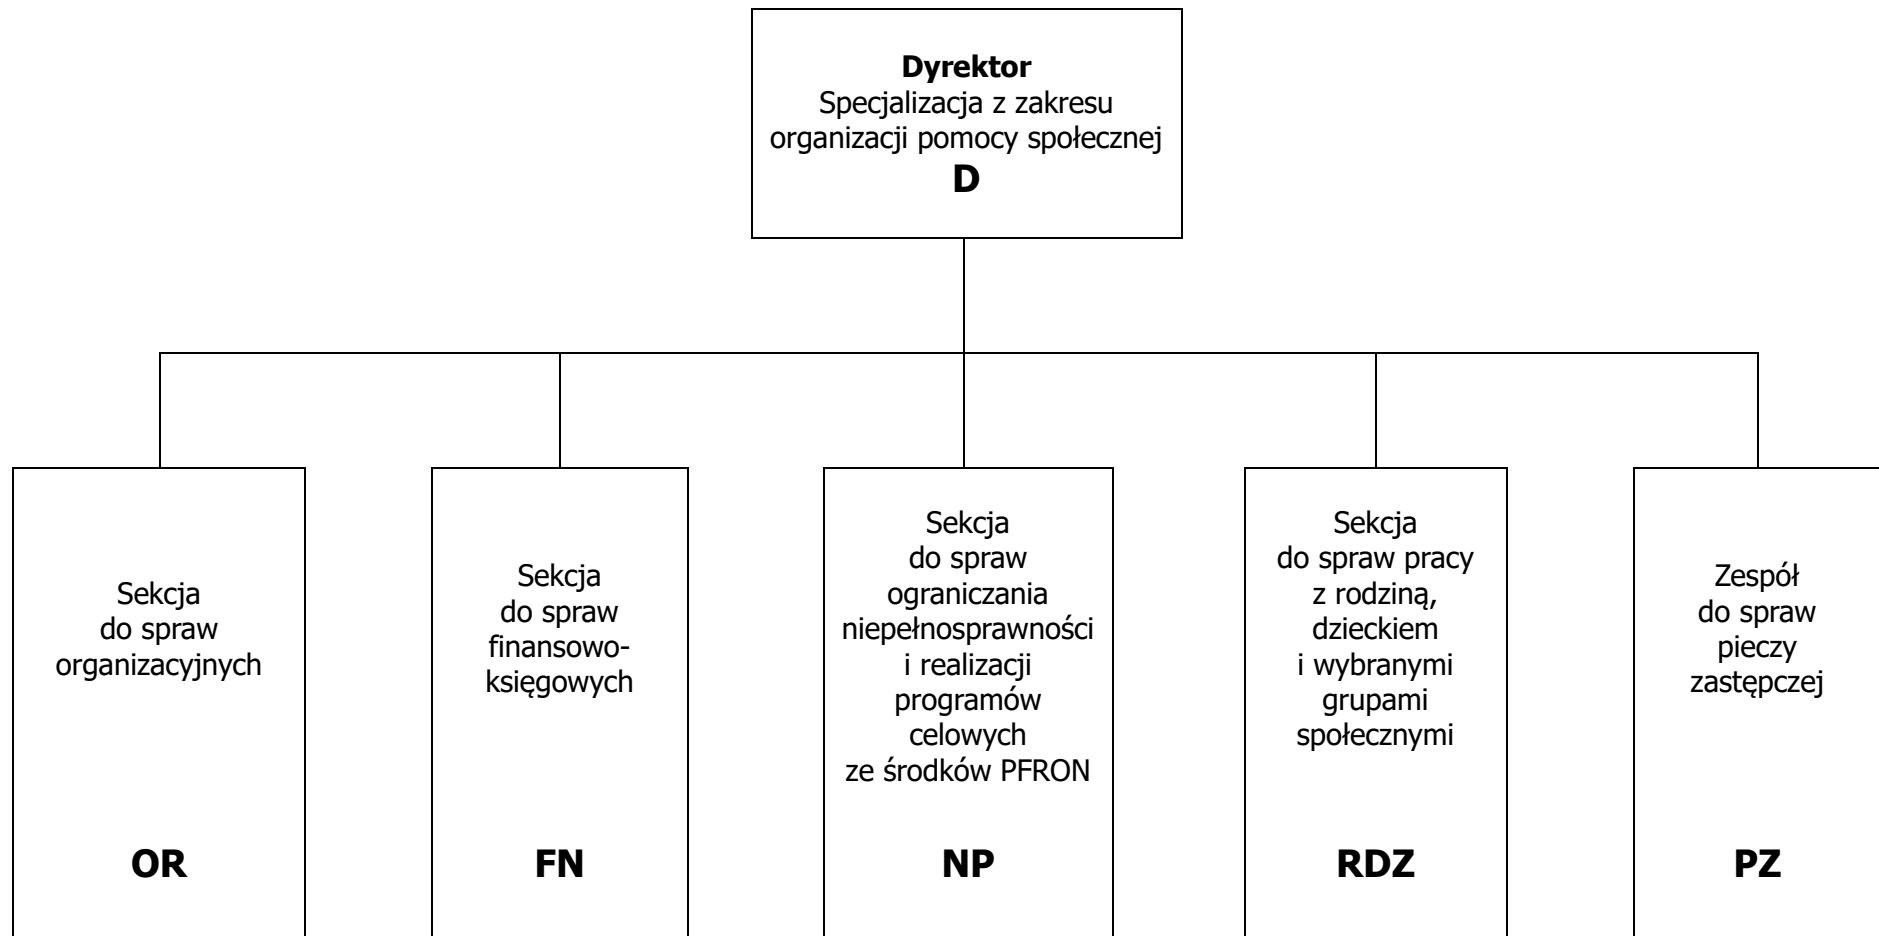 Dyrektor
Specjalizacja z zakresu
organizacji pomocy społecznej
D
Sekcja
do spraw
organizacyjnych
OR
Sekcja
do spraw
finansowo-
księgowych
FN
Sekcja
do spraw
ograniczania
niepełnosprawności
i realizacji
programów
celowych
ze środków PFRON
NP
Sekcja
do spraw pracy
z rodziną,
dzieckiem
i wybranymi
grupami
społecznymi
RDZ
Zespół
do spraw
pieczy
zastępczej
PZ